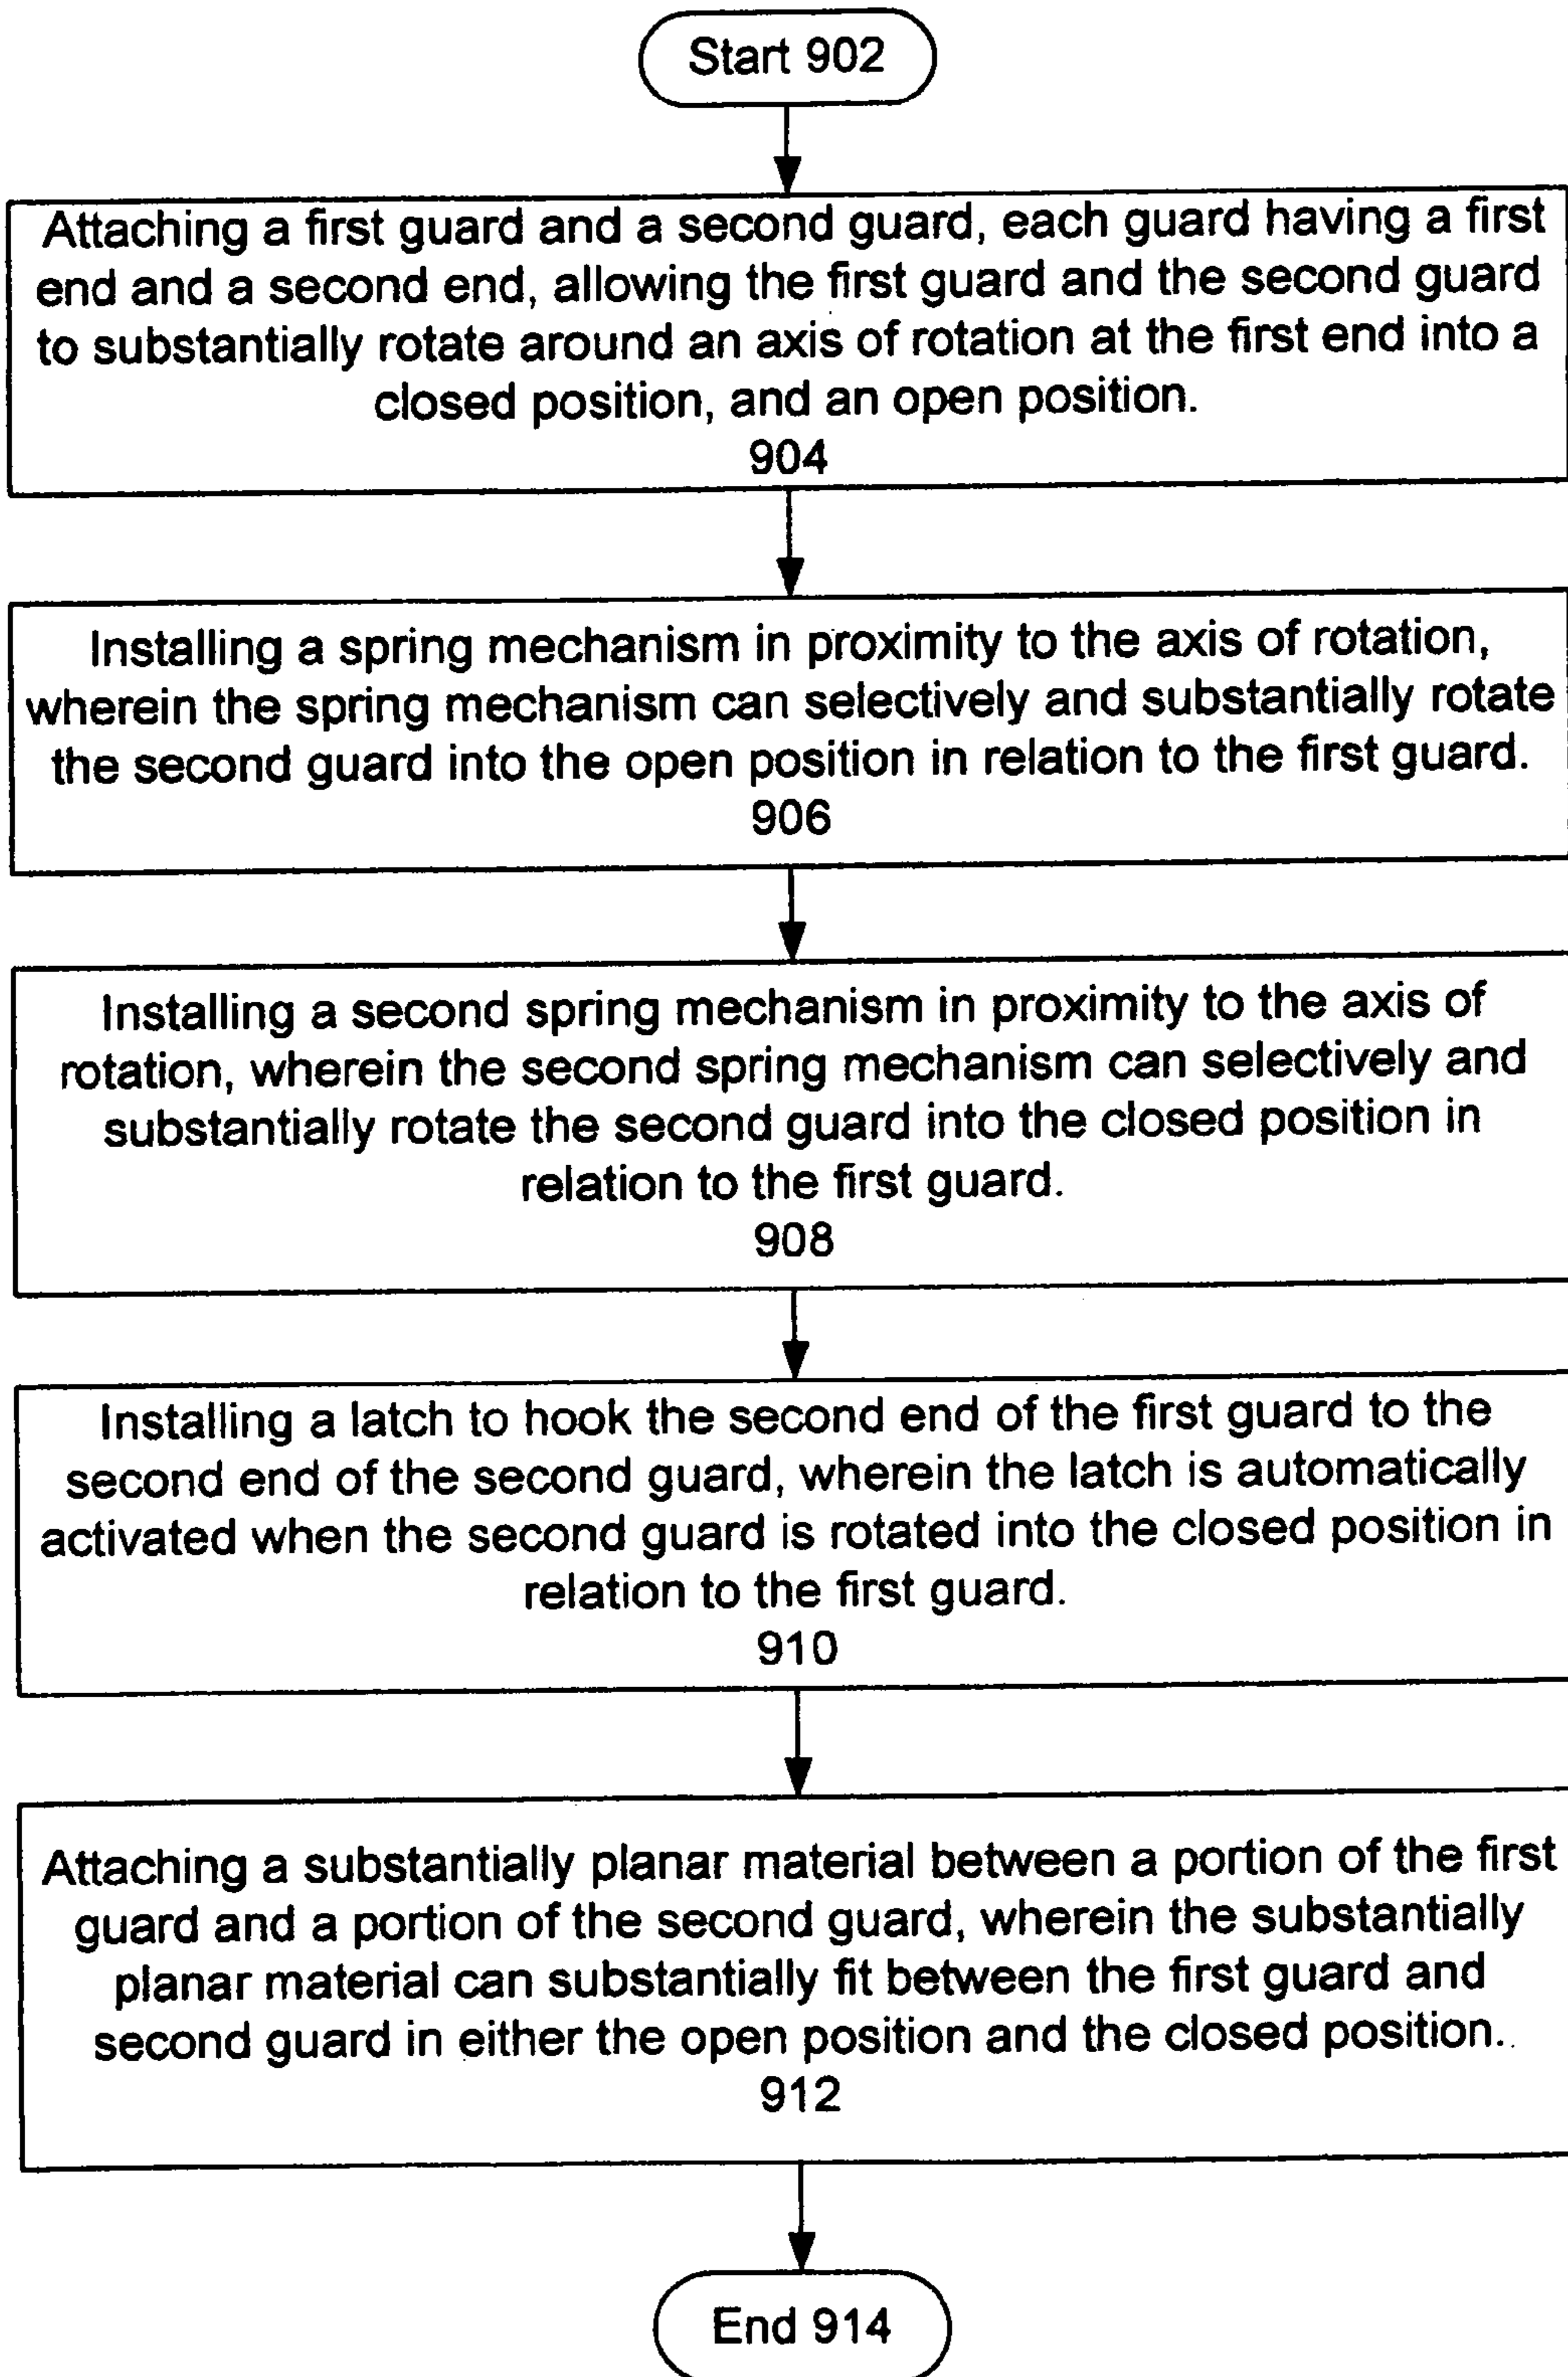 Start 902
Attaching a first guard and a second guard, each guard having a first
end and a second end, allowing the first guard and the second guard
to substantially rotate around an axis of rotation at the first end into a
closed position, and an open position.
904
Installing a spring mechanism in proximity to the axis of rotation,
wherein the spring mechanism can selectively and substantially rotate
the second guard into the open position in relation to the first guard.
906
Installing a second spring mechanism in proximity to the axis of
rotation, wherein the second spring mechanism can selectively and
substantially rotate the second guard into the closed position in
relation to the first guard.
908
Installing a latch to hook the second end of the first guard to the
second end of the second guard, wherein the latch is automatically
activated when the second guard is rotated into the closed position in
relation to the first guard.
910
Attaching a substantially planar material between a portion of the first
guard and a portion of the second guard, wherein the substantially
planar material can substantially fit between the first guard and
second guard in either the open position and the closed position.
912
End 914